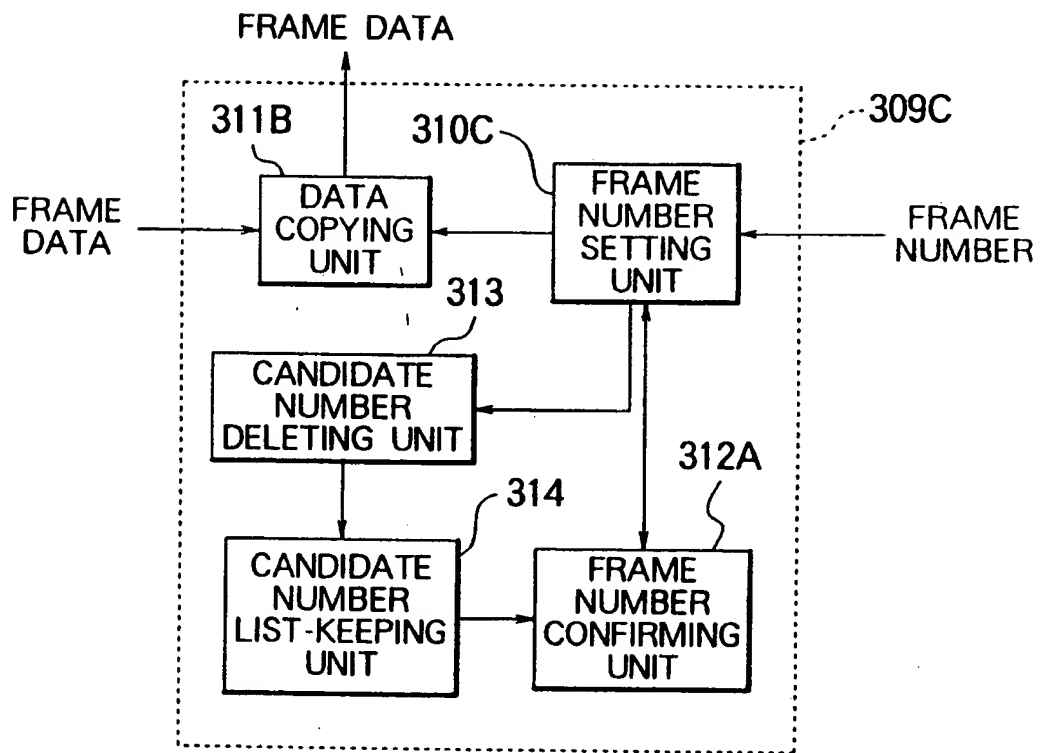 FRAME DATA
309C
311B
310C
FRAME
DATA
DATA
COPYING
UNIT
FRAME
NUMBER
SETTING
UNIT
FRAME
NUMBER
313
CANDIDATE
NUMBER
DELETING UNIT
312A
314
CANDIDATE
NUMBER
LIST-KEEPING
UNIT
FRAME
NUMBER
CONFIRMING
UNIT